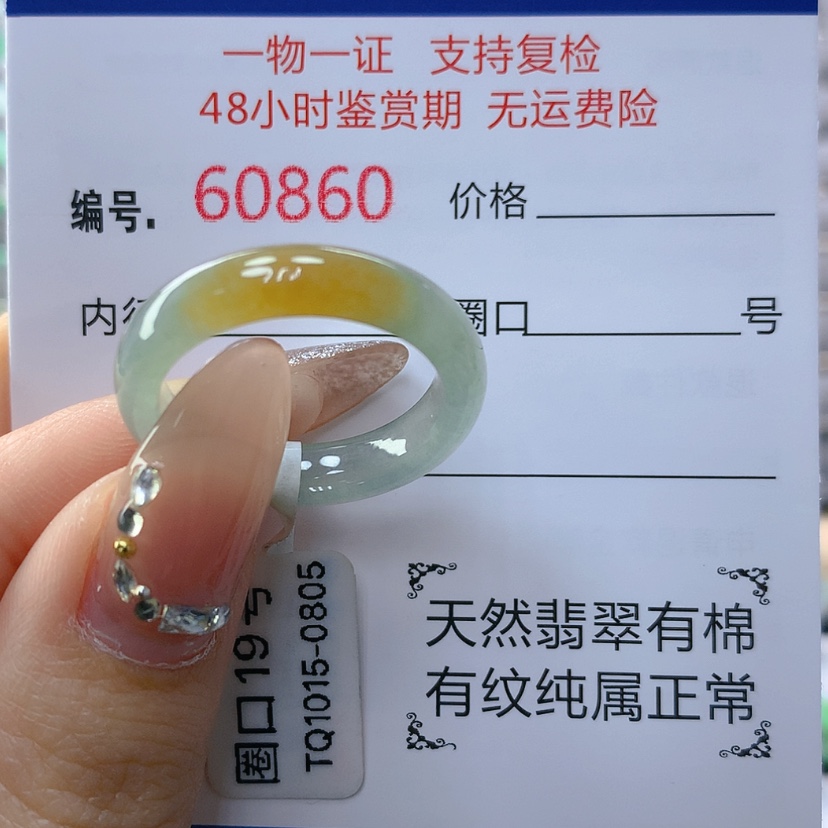 一物一证 支持复检
48小时鉴赏期 无运费险
编号. 60860 价格
内径 圈口 号
圈口19号
TQ1015-0805
天然翡翠有棉
有纹纯属正常